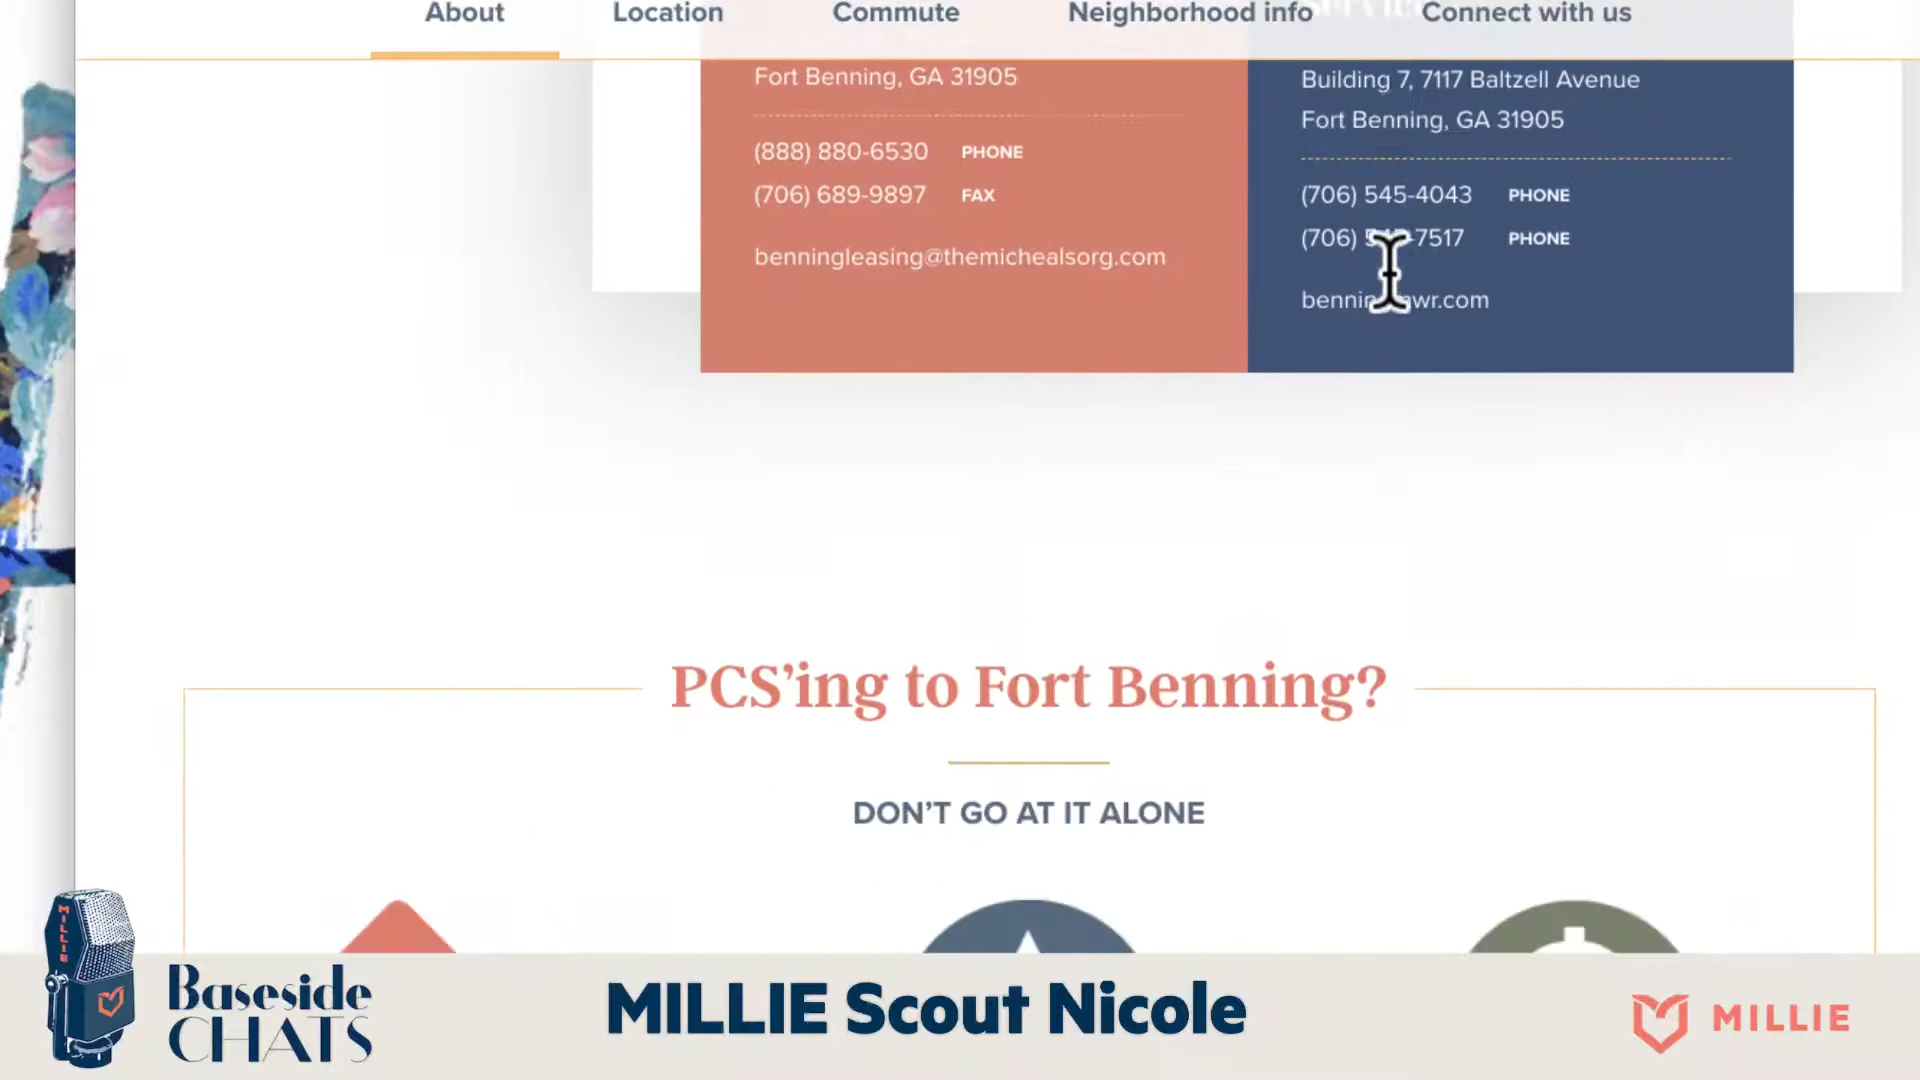 About
Location
Commute
Neighborhood info
Connect with us
Fort Benning, GA 31905
(888) 880-6530 PHONE
(706) 689-9897 FAX
benningleasing@themichealsorg.com
Building 7, 7117 Baltzell Avenue
Fort Benning, GA 31905
(706) 545-4043 PHONE
(706) -7517 PHONE
PCS’ing to Fort Benning?
DON’T GO AT IT ALONE
MILLIE
Baseside
CHATS
MILLIE Scout Nicole
MILLIE